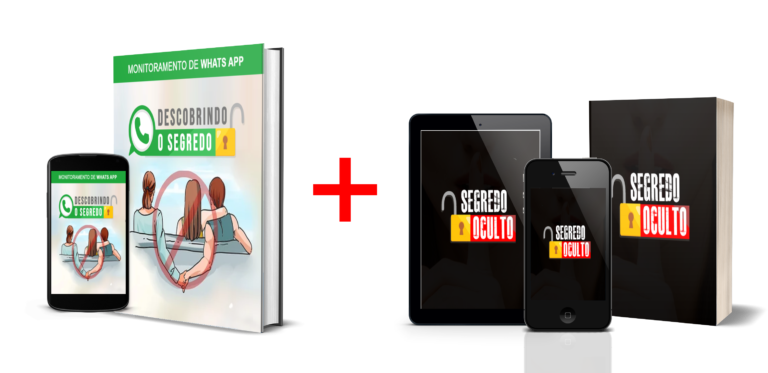 MONITORAMENTO DE WHATS APP
DESCOBRINDO
O SEGREDO
MONITORAMENTO DE WHATS APP
DESCOBRINDO
O SEGREDO
+
SEGREDO
OCULTO
SEGREDO
OCULTO
SEGREDO
OCULTO